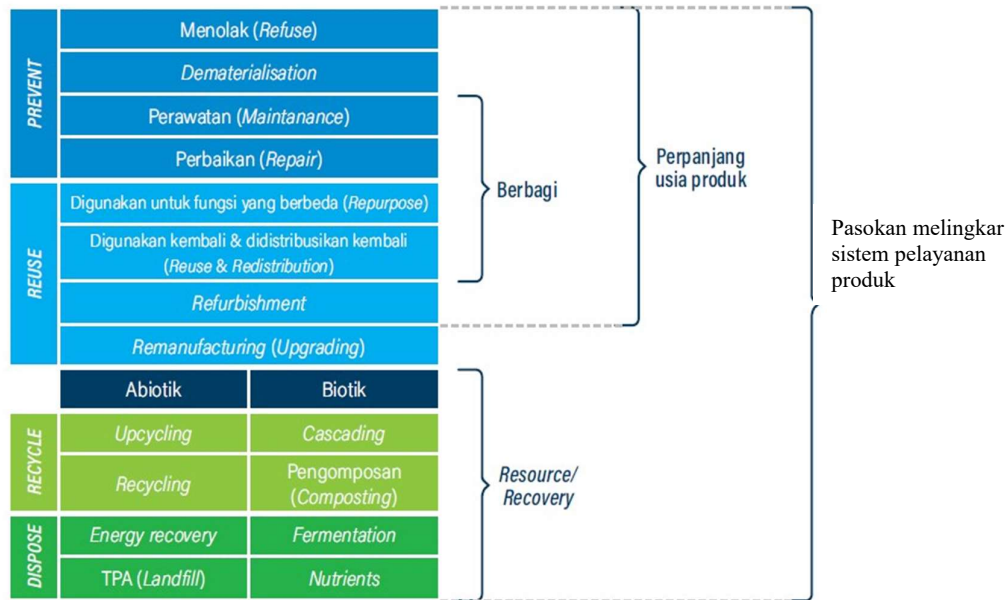 PREVENT
Menolak (Refuse)
Dematerialisation
Perawatan (Maintanance)
Perbaikan (Repair)
REUSE
Digunakan untuk fungsi yang berbeda (Repurpose)
Digunakan kembali & didistribusikan kembali
(Reuse & Redistribution)
Refurbishment
Remanufacturing (Upgrading)
Abiotik
Biotik
RECYCLE
Upcycling
Cascading
Recycling
Pengomposan
(Composting)
DISPOSE
Energy recovery
Fermentation
TPA (Landfill)
Nutrients
Berbagi
Perpanjang
usia produk
Resource/
Recovery
Pasokan melingkar
sistem pelayanan
produk